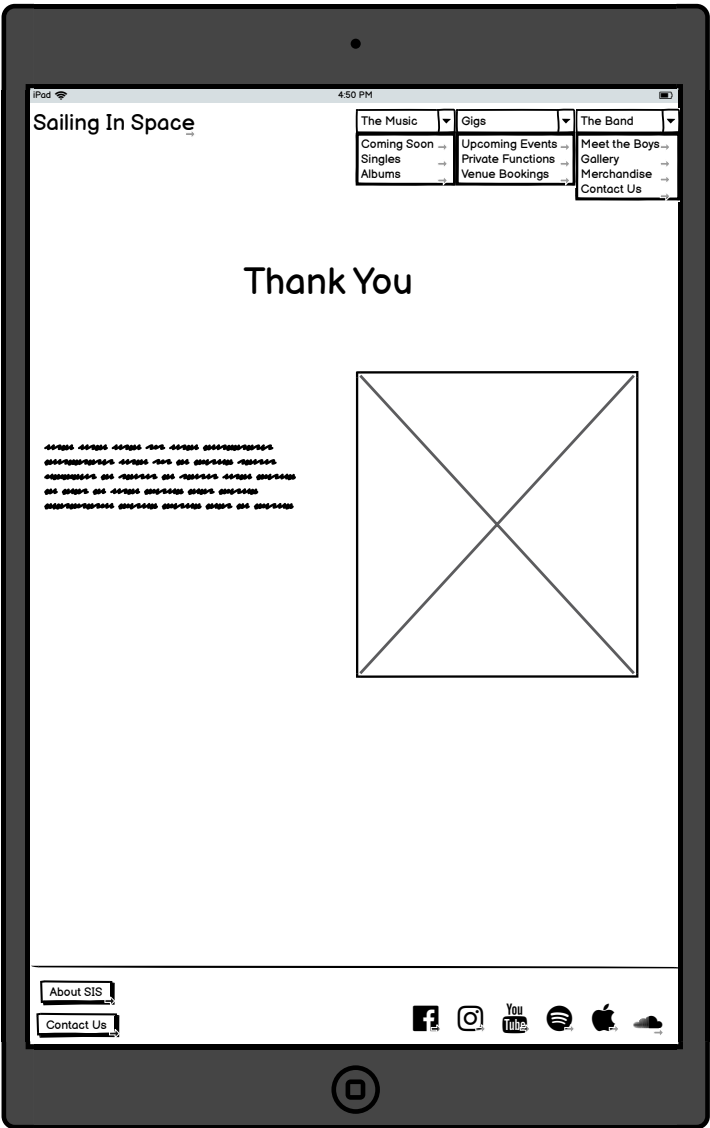 iPad 4:50 PM
Sailing In Space
The Music Gigs The Band
Coming Soon Upcoming Events Meet the Boys
Singles Private Functions Gallery
Albums Venue Bookings Merchandise
Contact Us
Thank You
About SIS
Contact Us
You
Tube